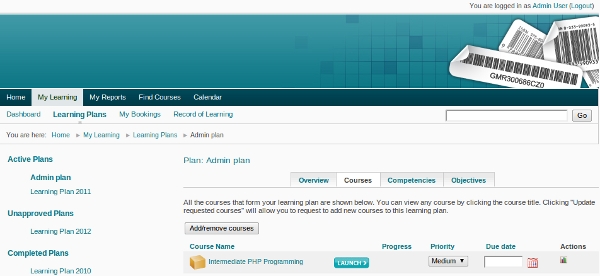 You are logged in as Admin User (Logout)
GMR300666CZ0
Home My Learning My Reports Find Courses Calendar
Dashboard Learning Plans My Bookings Record of Learning Go
You are here: Home ► My Learning ► Learning Plans ► Admin plan
Active Plans
Admin plan
Learning Plan 2011
Unapproved Plans
Learning Plan 2012
Completed Plans
Learning Plan 2010
Plan: Admin plan
Overview Courses Competencies Objectives
All the courses that form your learning plan are shown below. You can view any course by clicking the course title. Clicking "Update
requested courses" will allow you to request to add new courses to this learning plan.
Add/remove courses
Course Name Progress Priority Due date Actions
Intermediate PHP Programming LAUNCH ? Medium